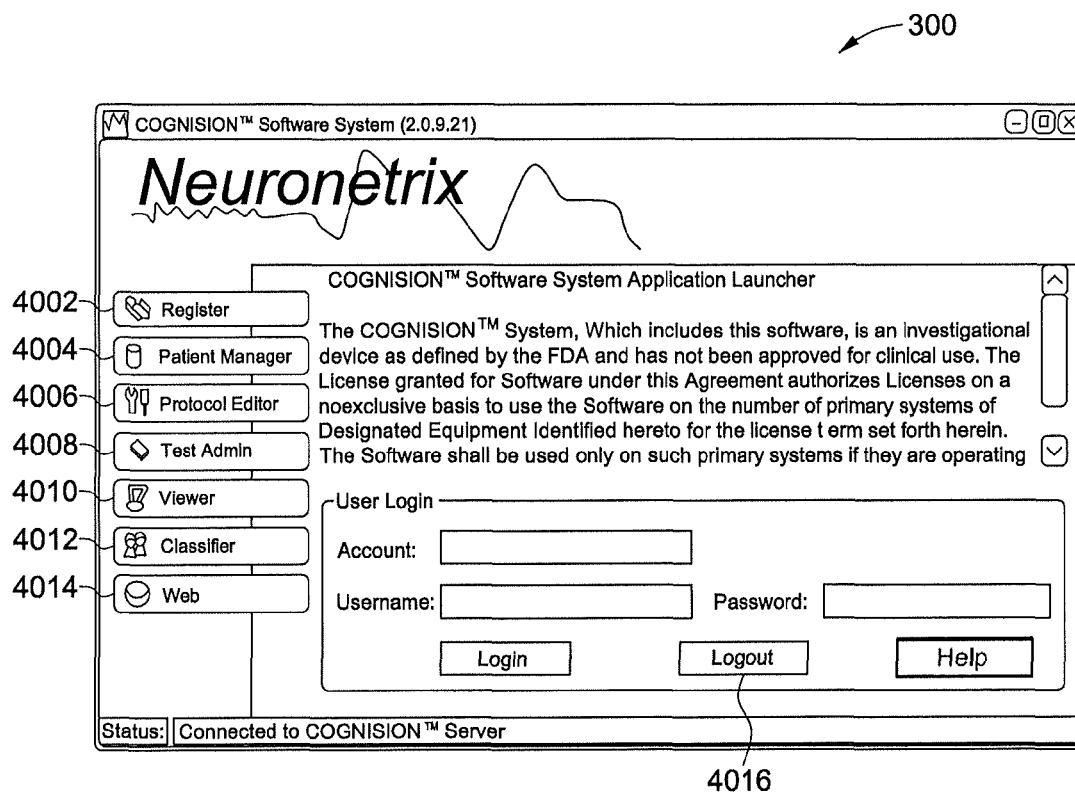 300
COGNISION™ Software System (2.0.9.21)
Neuronetrix
COGNISION™ Software System Application Launcher
The COGNISION™ System, Which includes this software, is an investigational
device as defined by the FDA and has not been approved for clinical use. The
License granted for Software under this Agreement authorizes Licenses on a
noexclusive basis to use the Software on the number of primary systems of
Designated Equipment Identified hereto for the license t erm set forth herein.
The Software shall be used only on such primary systems if they are operating
4002 Register
4004 Patient Manager
4006 Protocol Editor
4008 Test Admin
4010 Viewer
4012 Classifier
4014 Web
User Login
Account:
Username: Password:
Login Logout Help
Status: Connected to COGNISION™ Server
4016